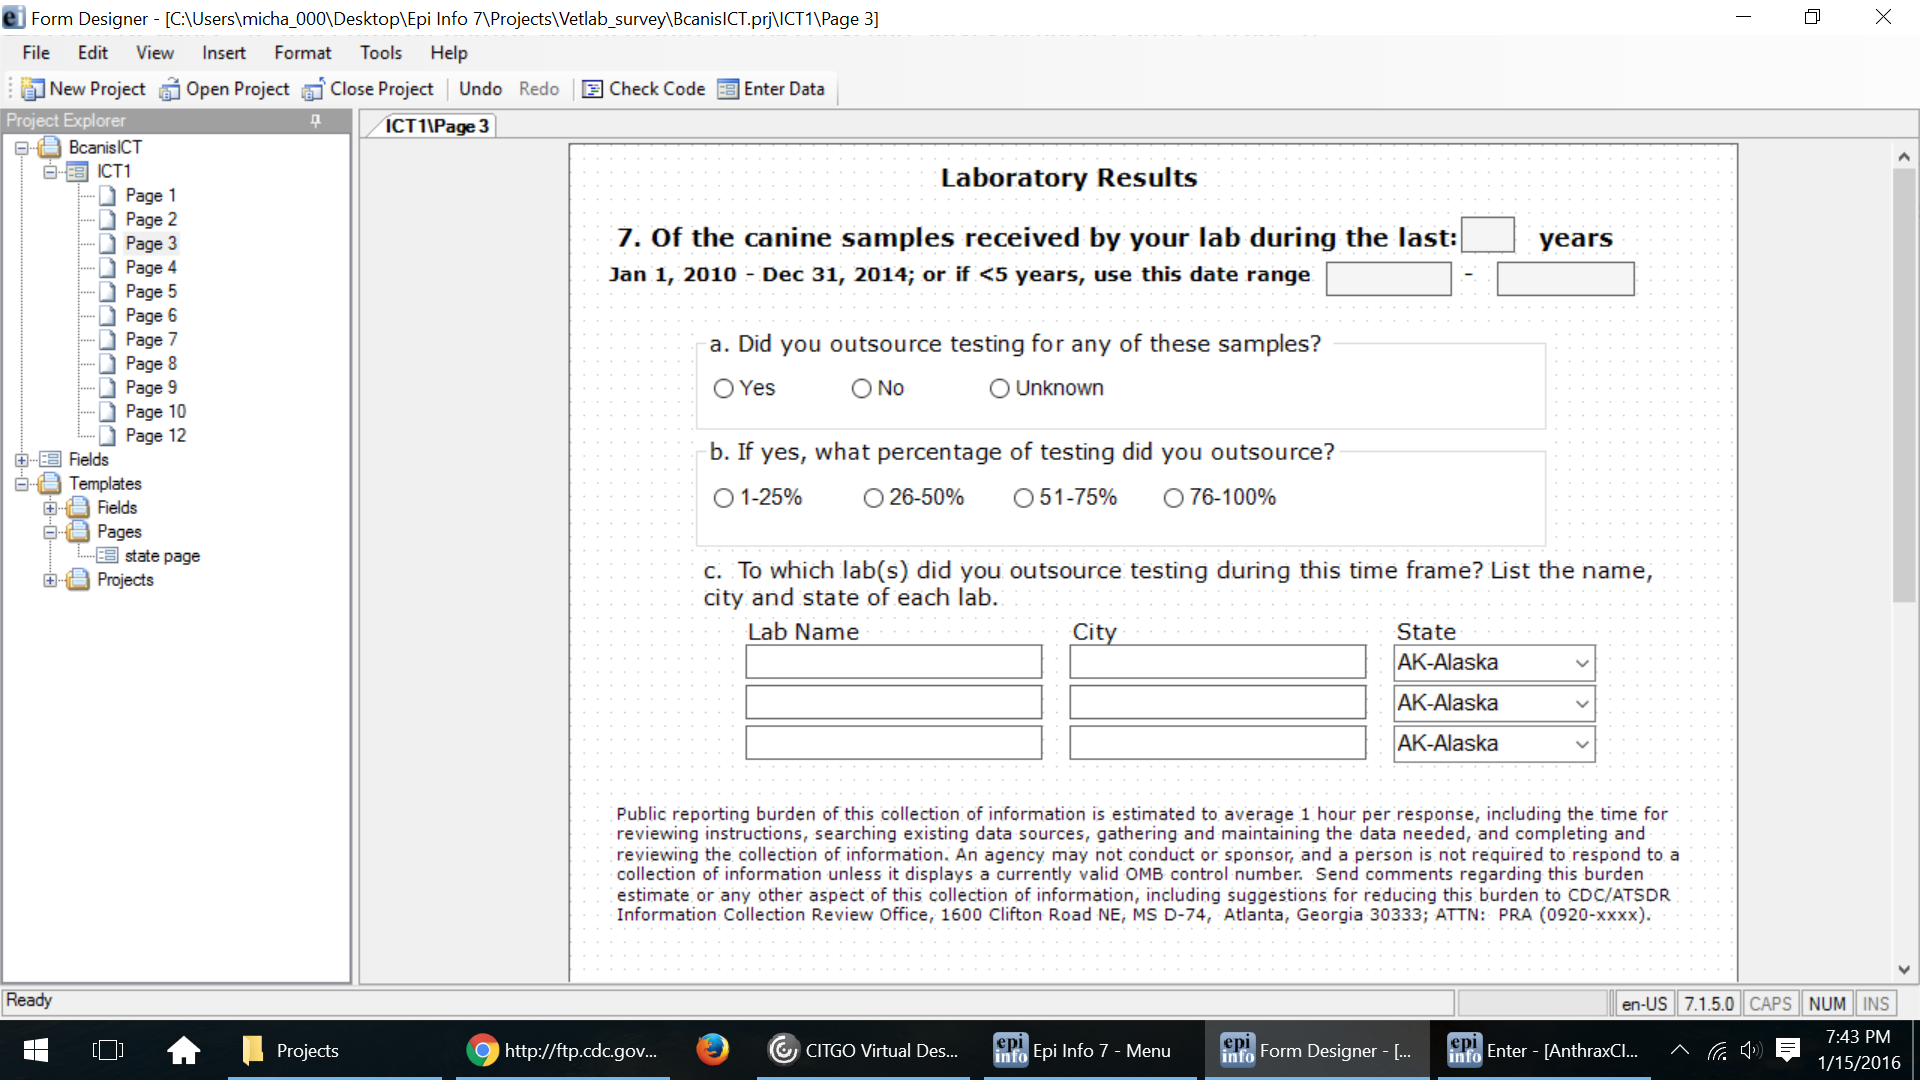 Form Designer - [C:\Users\micha_000\Desktop\Epi Info 7\Projects\Vetlab_survey\BcanisICT.prj\ICT1\Page 3]
File Edit View Insert Format Tools Help
New Project Open Project Close Project Undo Redo Check Code Enter Data
Project Explorer
BcanisICT
ICT1
Page 1
Page 2
Page 3
Page 4
Page 5
Page 6
Page 7
Page 8
Page 9
Page 10
Page 12
Fields
Templates
Fields
Pages
state page
Projects
ICT1\Page 3
Laboratory Results
7. Of the canine samples received by your lab during the last: years
Jan 1, 2010 - Dec 31, 2014; or if <5 years, use this date range -
a. Did you outsource testing for any of these samples?
Yes No Unknown
b. If yes, what percentage of testing did you outsource?
1-25% 26-50% 51-75% 76-100%
c. To which lab(s) did you outsource testing during this time frame? List the name,
city and state of each lab.
Lab Name City State
AK-Alaska
AK-Alaska
AK-Alaska
Public reporting burden of this collection of information is estimated to average 1 hour per response, including the time for
reviewing instructions, searching existing data sources, gathering and maintaining the data needed, and completing and
reviewing the collection of information. An agency may not conduct or sponsor, and a person is not required to respond to a
collection of information unless it displays a currently valid OMB control number. Send comments regarding this burden
estimate or any other aspect of this collection of information, including suggestions for reducing this burden to CDC/ATSDR
Information Collection Review Office, 1600 Clifton Road NE, MS D-74, Atlanta, Georgia 30333; ATTN: PRA (0920-xxxx).
Ready
en-US 7.1.5.0 CAPS NUM INS
Projects
http://ftp.cdc.gov...
CITGO Virtual Des...
epi info Epi Info 7 - Menu
epi info Form Designer - [...
epi info Enter - [AnthraxCl...
7:43 PM
1/15/2016